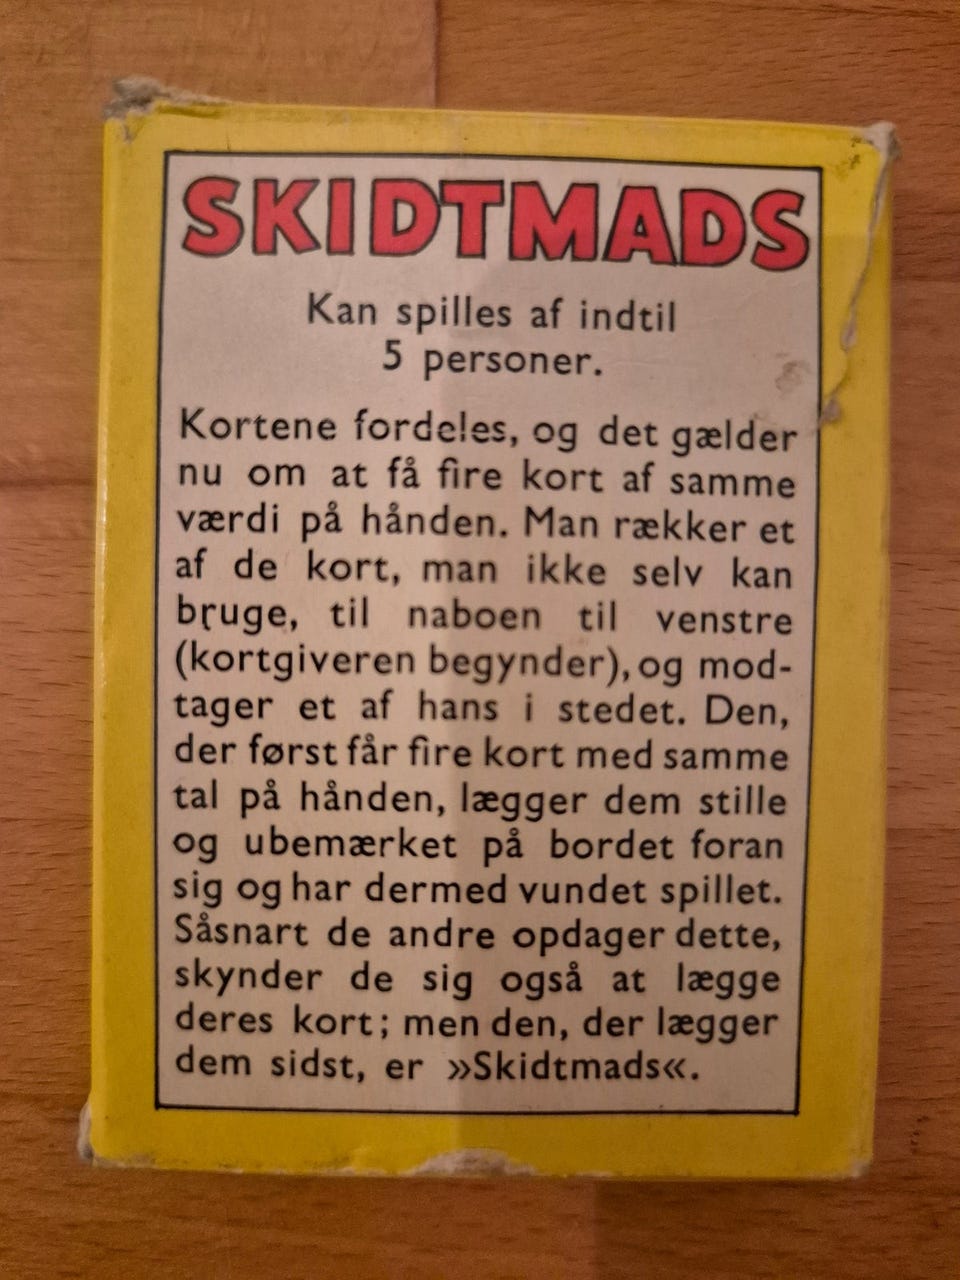 SKIDTMADS
Kan spilles af indtil
5 personer.
Kortene fordeles, og det gælder
nu om at få fire kort af samme
værdi på hånden. Man rækker et
af de kort, man ikke selv kan
bruge, til naboen til venstre
(kortgiveren begynder), og mod-
tager et af hans i stedet. Den,
der først får fire kort med samme
tal på hånden, lægger dem stille
og ubemærket på bordet foran
sig og har dermed vundet spillet.
Såsnart de andre opdager dette,
skynder de sig også at lægge
deres kort; men den, der lægger
dem sidst, er »Skidtmads«.